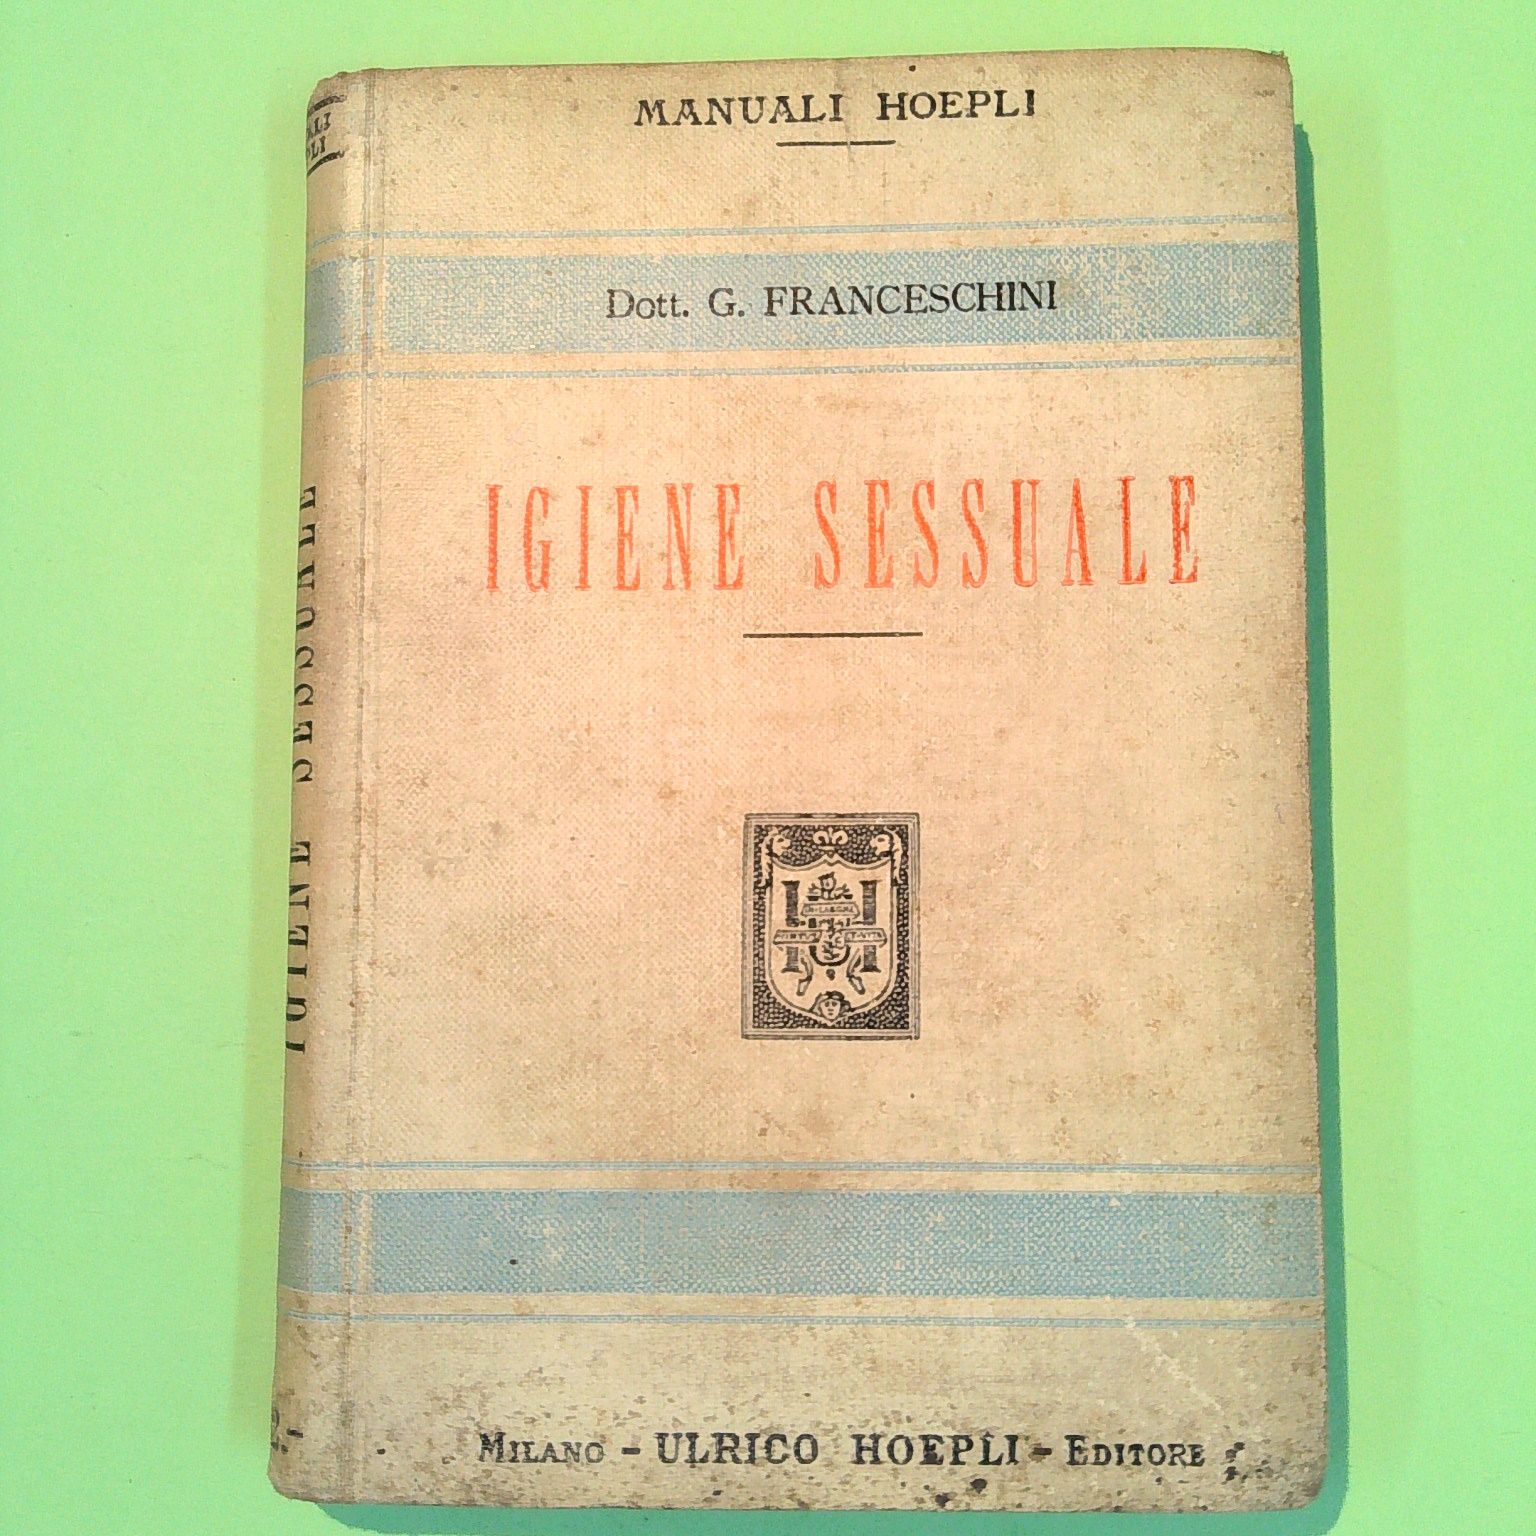 MANUALI HOEPLI
Dott. G. FRANCESCHINI
IGIENE SESSUALE
MILANO - ULRICO HOEPLI - EDITORE
IGIENE SESSUALE